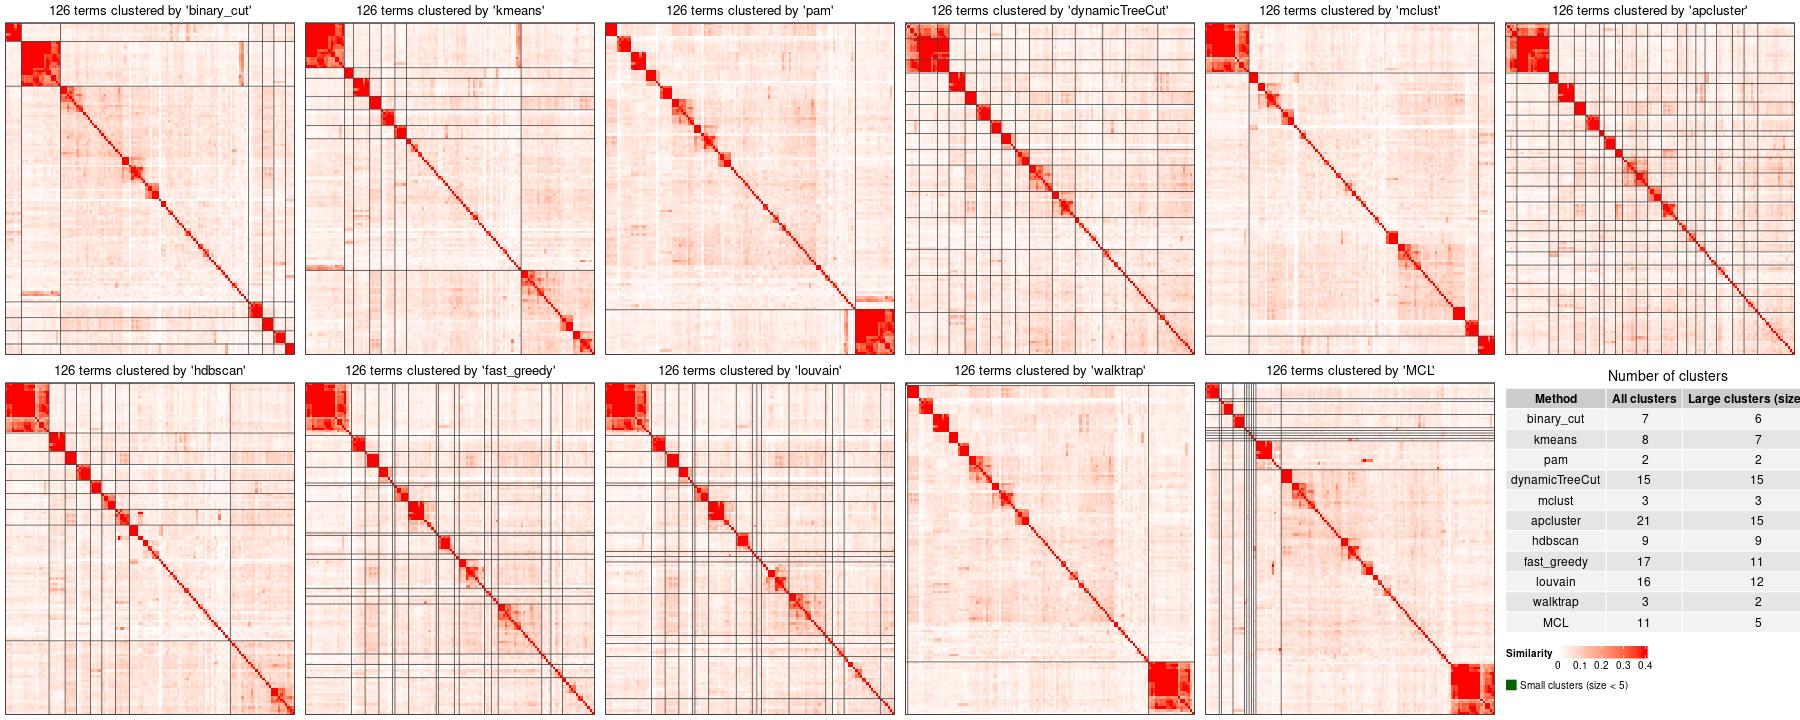 126 terms clustered by 'binary_cut'
126 terms clustered by 'kmeans'
126 terms clustered by 'pam'
126 terms clustered by 'dynamicTreeCut'
126 terms clustered by 'mclust'
126 terms clustered by 'apcluster'
126 terms clustered by 'hdbscan'
126 terms clustered by 'fast_greedy'
126 terms clustered by 'louvain'
126 terms clustered by 'walktrap'
126 terms clustered by 'MCL'
Number of clusters
Method All clusters Large clusters (size
binary_cut 7 6
kmeans 8 7
pam 2 2
dynamicTreeCut 15 15
mclust 3 3
apcluster 21 15
hdbscan 9 9
fast_greedy 17 11
louvain 16 12
walktrap 3 2
MCL 11 5
Similarity
0 0.1 0.2 0.3 0.4
Small clusters (size < 5)